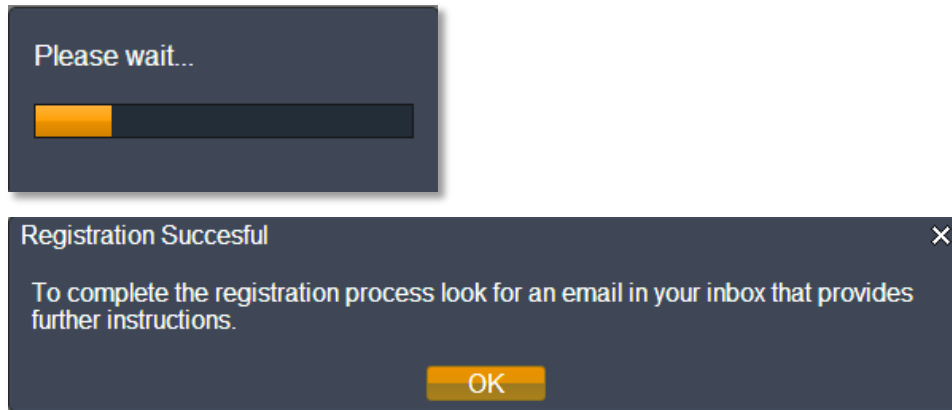 Please wait...
Registration Succesful
To complete the registration process look for an email in your inbox that provides
further instructions.
OK